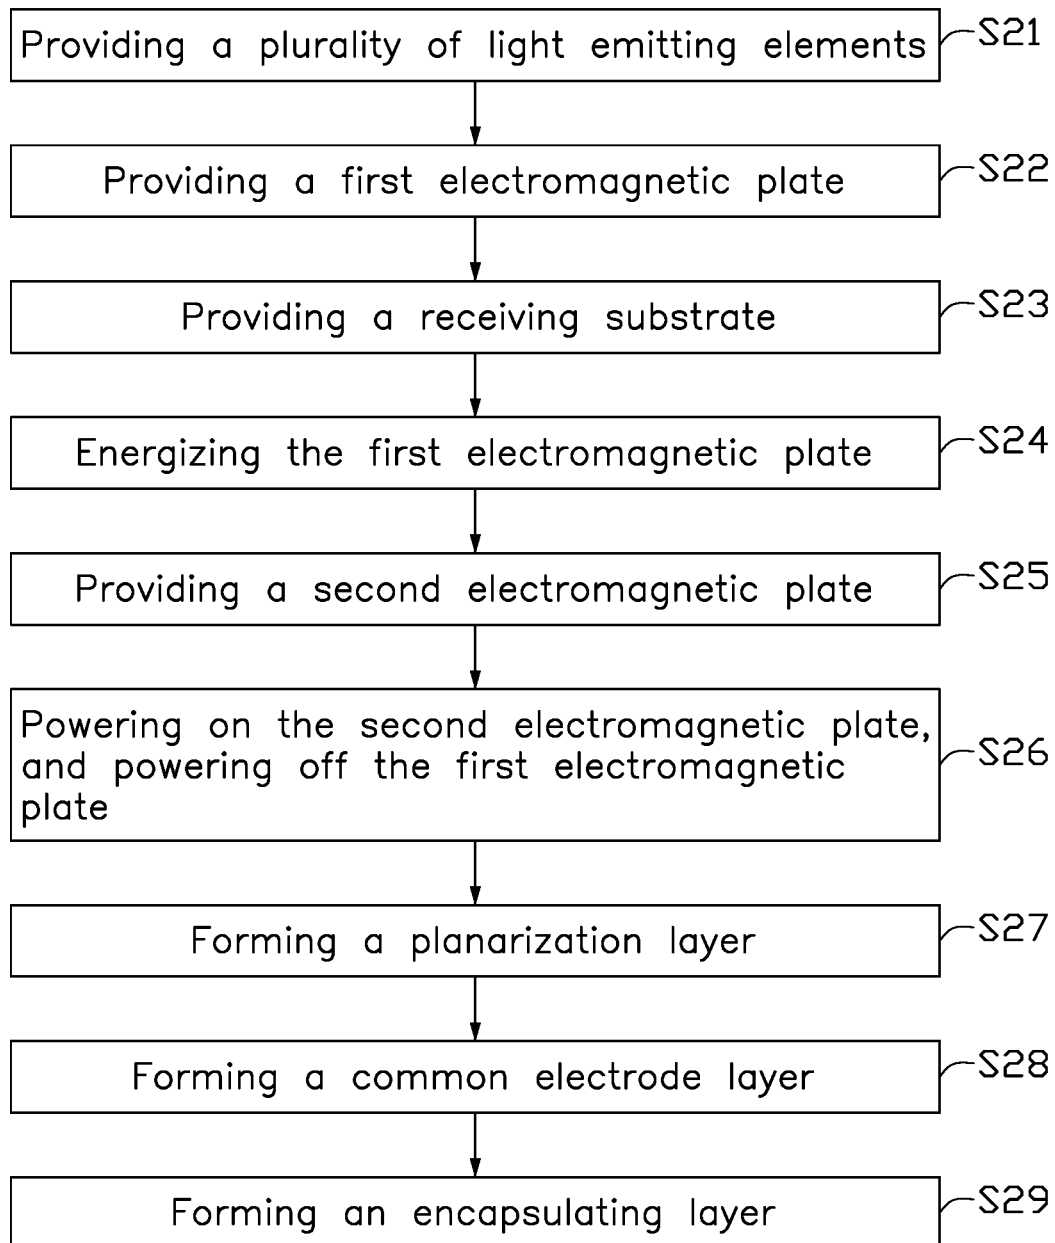 Providing a plurality of light emitting elements
S21
Providing a first electromagnetic plate
S22
Providing a receiving substrate
S23
Energizing the first electromagnetic plate
S24
Providing a second electromagnetic plate
S25
Powering on the second electromagnetic plate,
and powering off the first electromagnetic
plate
S26
Forming a planarization layer
S27
Forming a common electrode layer
S28
Forming an encapsulating layer
S29